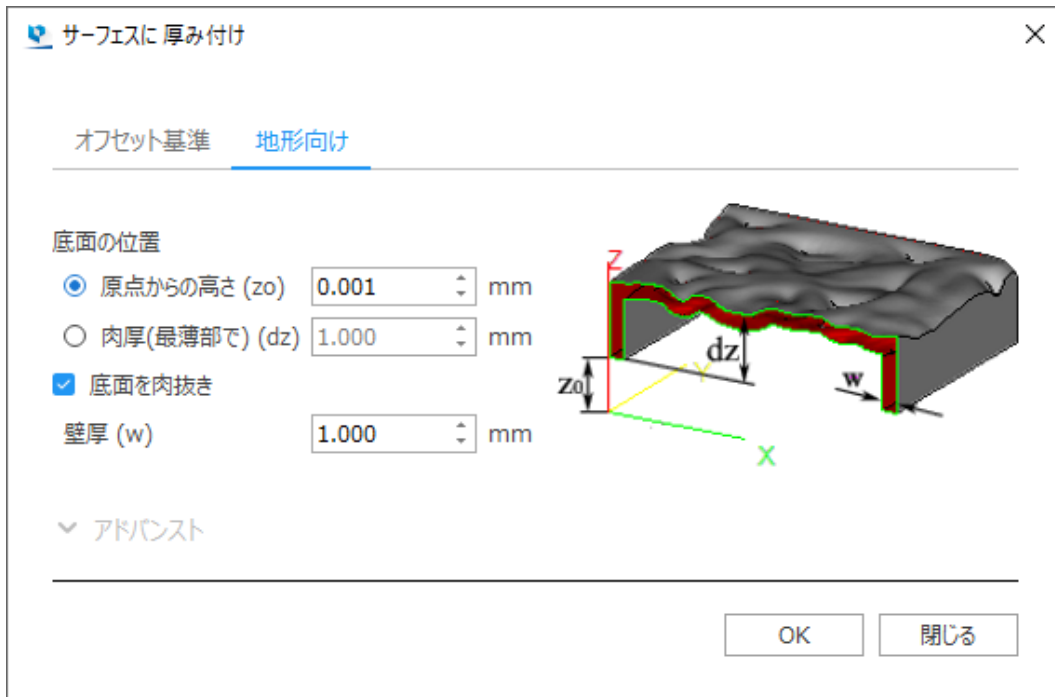 サーフェスに 厚み付け
オフセット基準 地形向け
底面の位置
原点からの高さ (zo) 0.001 mm
肉厚(最薄部で) (dz) 1.000 mm
底面を肉抜き
壁厚 (w) 1.000 mm
アドバンスト
Z
dz
Z0
Y
w
X
OK 閉じる